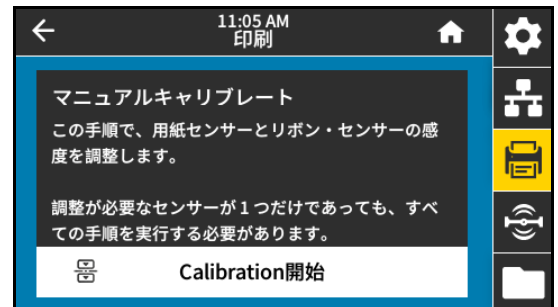 11:05 AM
印刷
マニュアルキャリブレート
この手順で、用紙センサーとリボン・センサーの感
度を調整します。
調整が必要なセンサーが１つだけであっても、すべ
ての手順を実行する必要があります。
Calibration開始